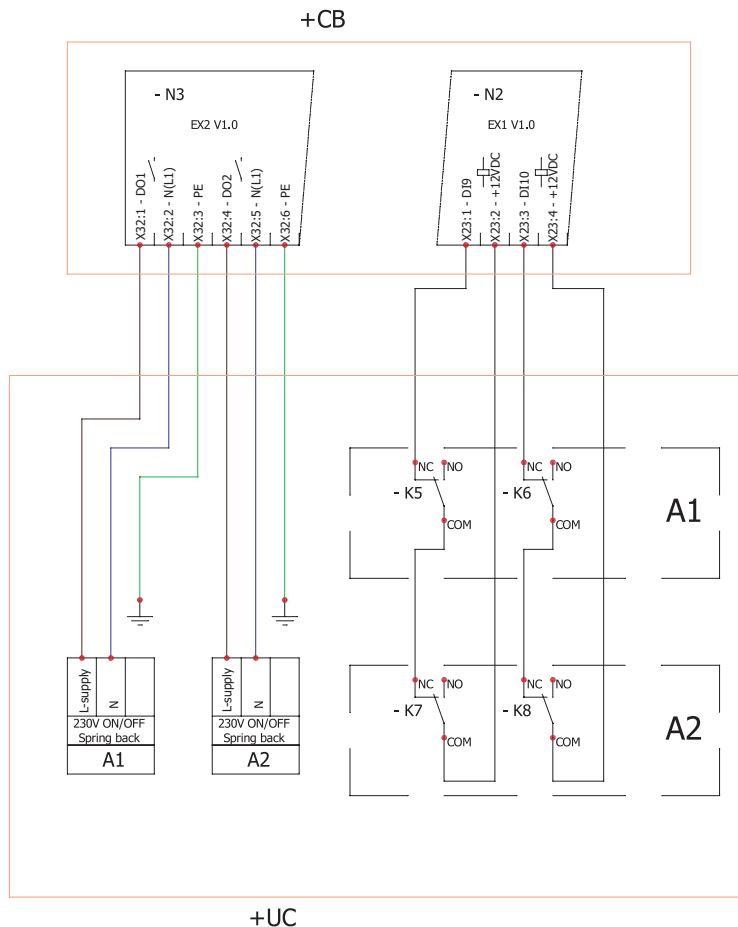 +CB
- N3
EX2 V1.0
X32:1 - DO1
X32:2 - N(L1)
X32:3 - PE
X32:4 - DO2
X32:5 - N(L1)
X32:6 - PE
- N2
EX1 V1.0
X23:1 - DI9
X23:2 - +12VDC
X23:3 - DI10
X23:4 - +12VDC
NC NO
- K5
COM
NC NO
- K6
COM
A1
L-supply
N
230V ON/OFF
Spring back
A1
L-supply
N
230V ON/OFF
Spring back
A2
NC NO
- K7
COM
NC NO
- K8
COM
A2
+UC